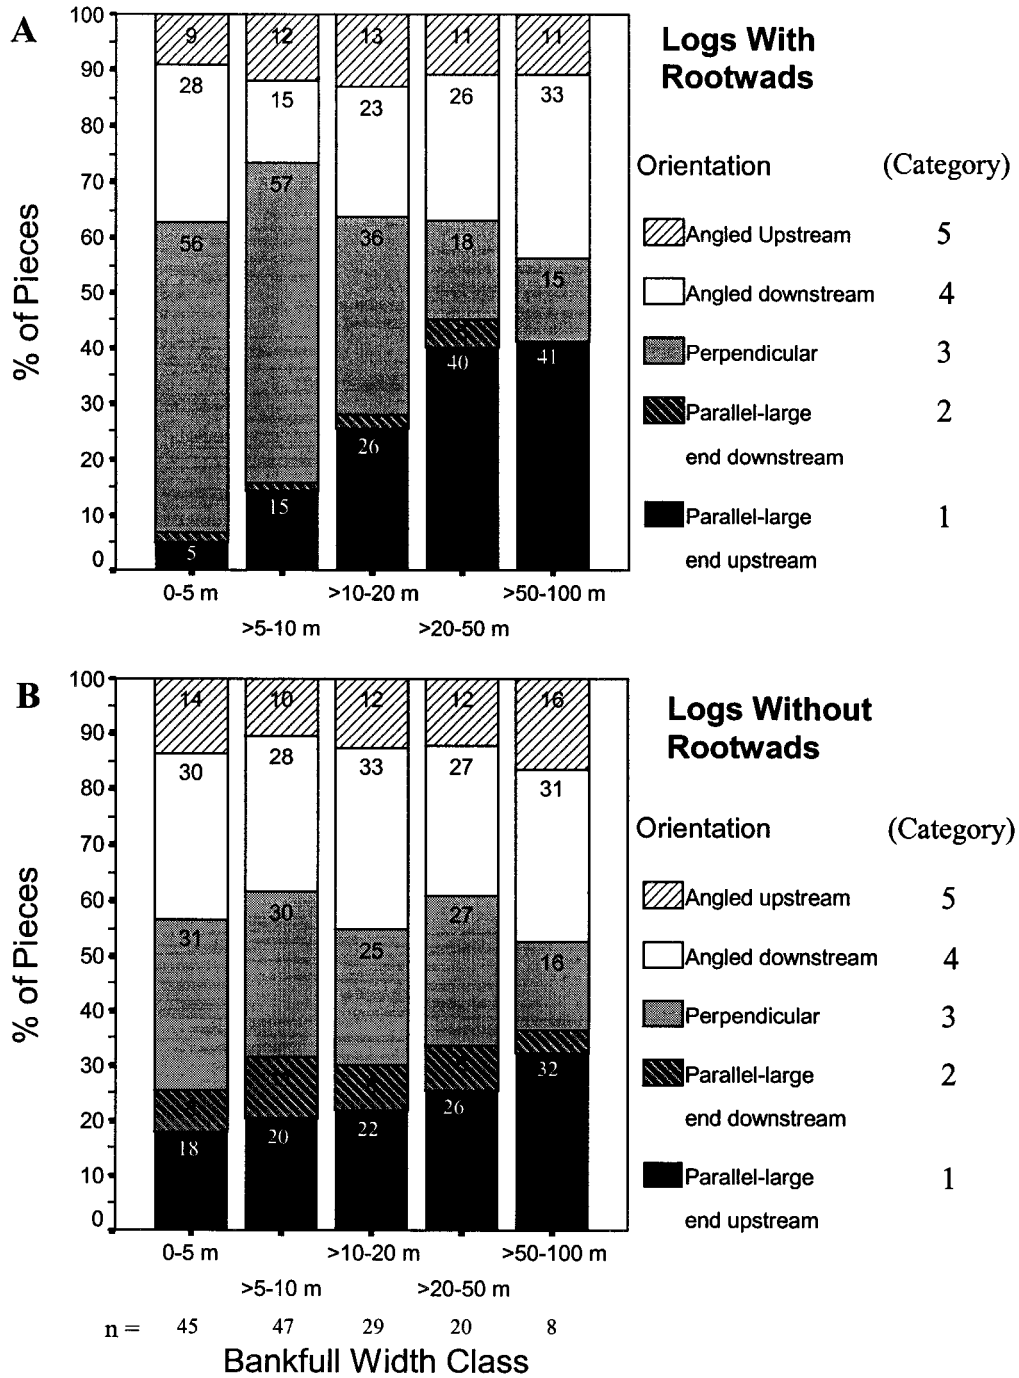 A
Logs With
Rootwads
Orientation (Category)
Angled Upstream 5
Angled downstream 4
Perpendicular 3
Parallel-large 2
end downstream
Parallel-large 1
end upstream
% of Pieces
100
90
80
70
60
50
40
30
20
10
0
9 12 13 11 11
28 15 23 26 33
56 57 36 18 15
5 15 26 40 41
0-5 m >10-20 m >50-100 m
>5-10 m >20-50 m
B
Logs Without
Rootwads
Orientation (Category)
Angled upstream 5
Angled downstream 4
Perpendicular 3
Parallel-large 2
end downstream
Parallel-large 1
end upstream
% of Pieces
100
90
80
70
60
50
40
30
20
10
0
14 10 12 12 16
30 28 33 27 31
31 30 25 27 16
18 20 22 26 32
0-5 m >10-20 m >50-100 m
>5-10 m >20-50 m
n = 45 47 29 20 8
Bankfull Width Class